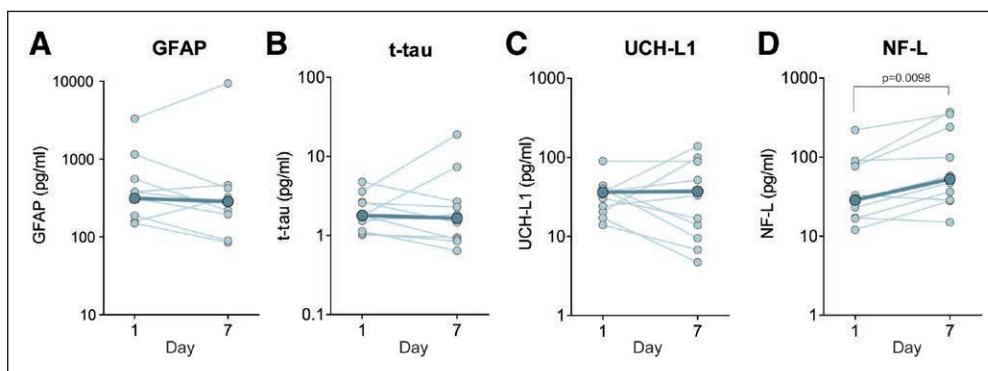 A GFAP
10000
1000
100
10
GFAP (pg/ml)
1 7
Day
B t-tau
100
10
1
0.1
t-tau (pg/ml)
1 7
Day
C UCH-L1
1000
100
10
1
UCH-L1 (pg/ml)
1 7
Day
D NF-L
p=0.0098
1000
100
10
1
NF-L (pg/ml)
1 7
Day